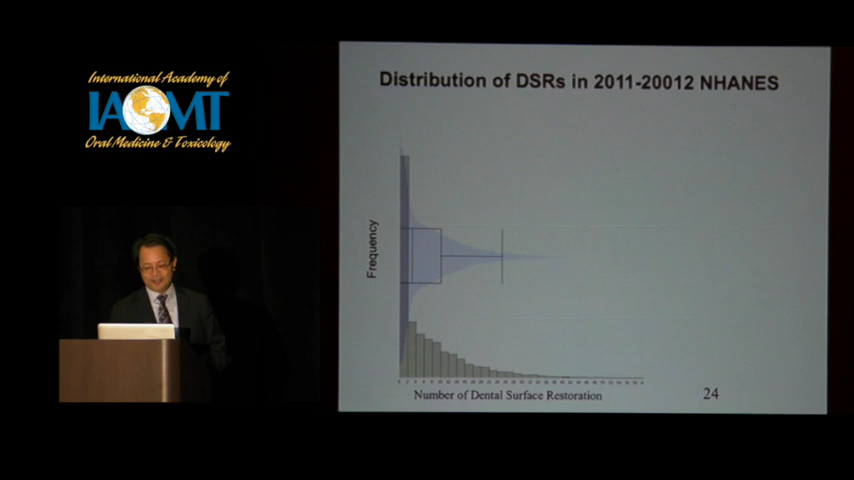 International Academy of
IAOMT
Oral Medicine & Toxicology
Distribution of DSRs in 2011-20012 NHANES
Frequency
Number of Dental Surface Restoration
24